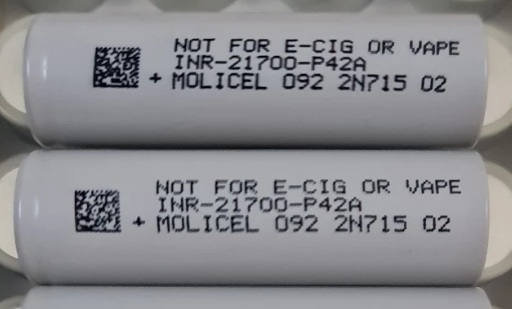 NOT FOR E-CIG OR VAPE
INR-21700-P42A
+ MOLICEL 092 2N715 02
NOT FOR E-CIG OR VAPE
INR-21700-P42A
+ MOLICEL 092 2N715 02